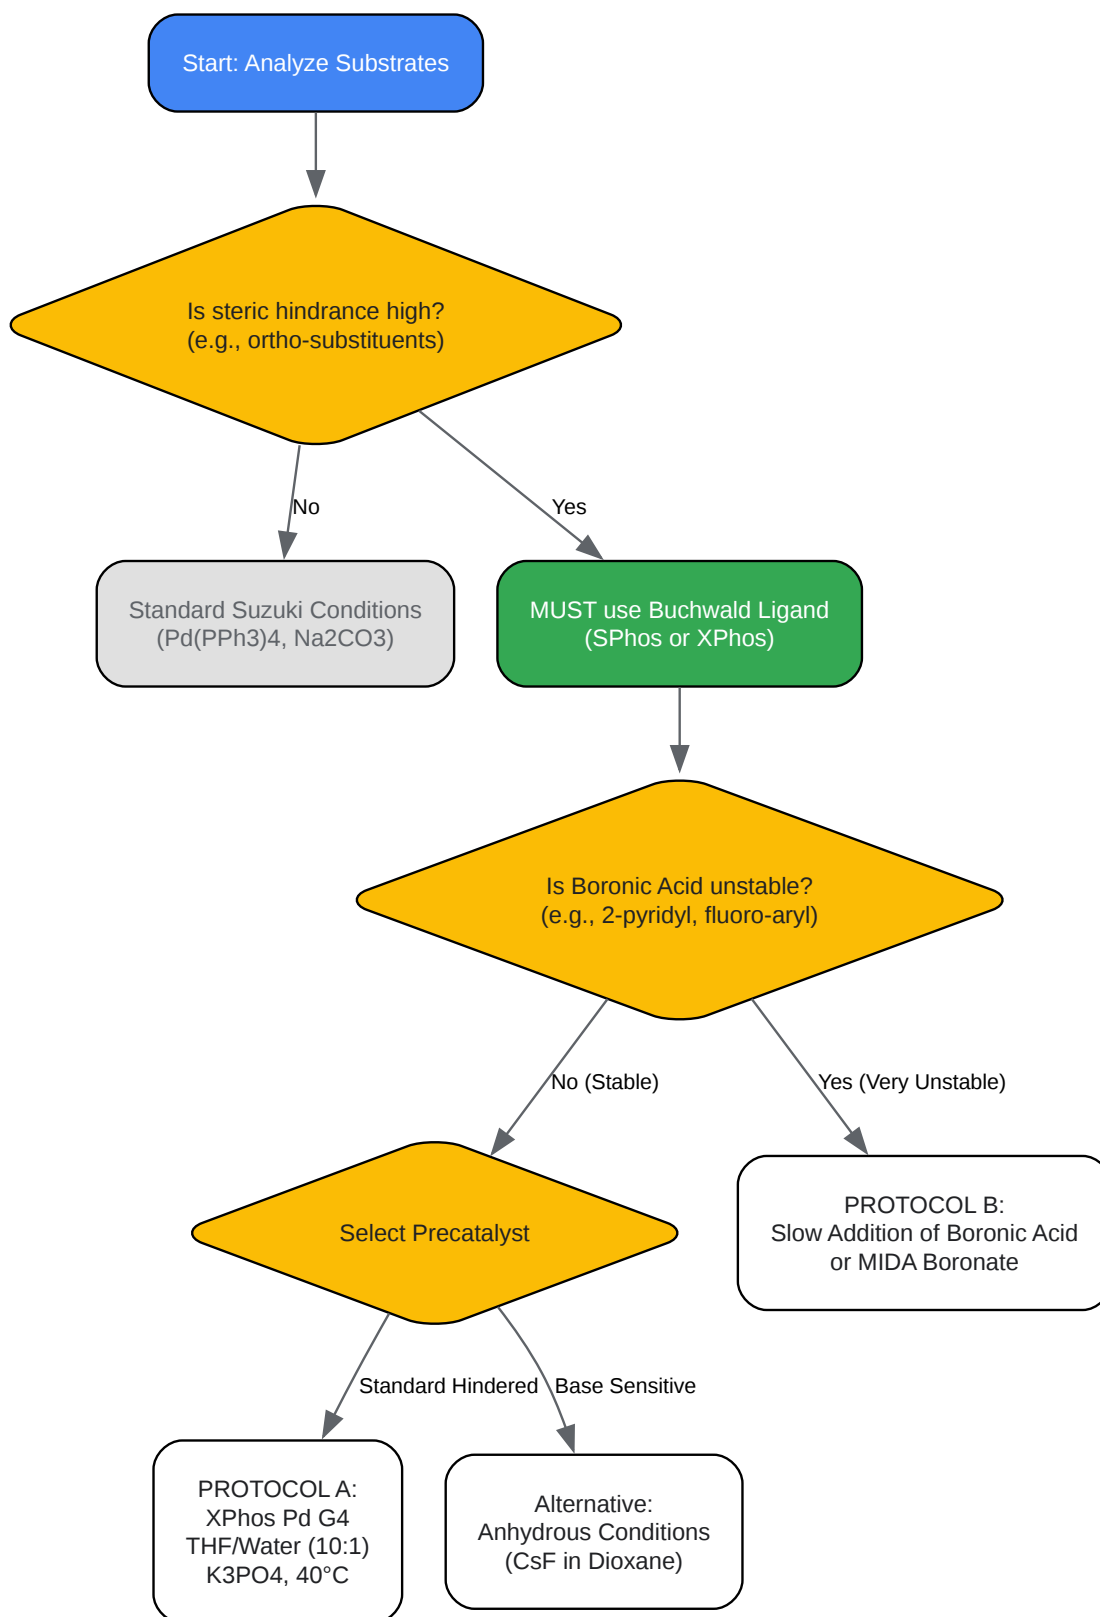 Start: Analyze Substrates
Is steric hindrance high?
(e.g., ortho-substituents)
No
Yes
Standard Suzuki Conditions
(Pd(PPh3)4, Na2CO3)
MUST use Buchwald Ligand
(SPhos or XPhos)
Is Boronic Acid unstable?
(e.g., 2-pyridyl, fluoro-aryl)
No (Stable)
Yes (Very Unstable)
Select Precatalyst
PROTOCOL B:
Slow Addition of Boronic Acid
or MIDA Boronate
Standard Hindered
Base Sensitive
PROTOCOL A:
XPhos Pd G4
THF/Water (10:1)
K3PO4, 40°C
Alternative:
Anhydrous Conditions
(CsF in Dioxane)